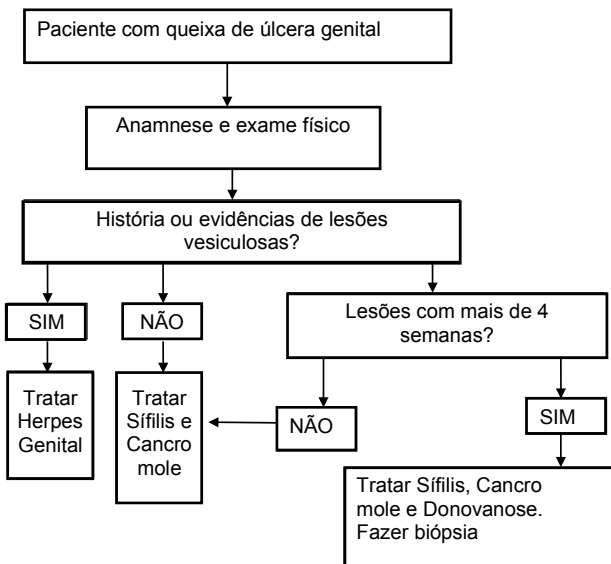 Paciente com queixa de úlcera genital
Anamnese e exame físico
História ou evidências de lesões
vesiculosas?
SIM
NÃO
Lesões com mais de 4
semanas?
Tratar
Herpes
Genital
Tratar
Sífilis e
Cancro
mole
NÃO
SIM
Tratar Sífilis, Cancro
mole e Donovanose.
Fazer biópsia